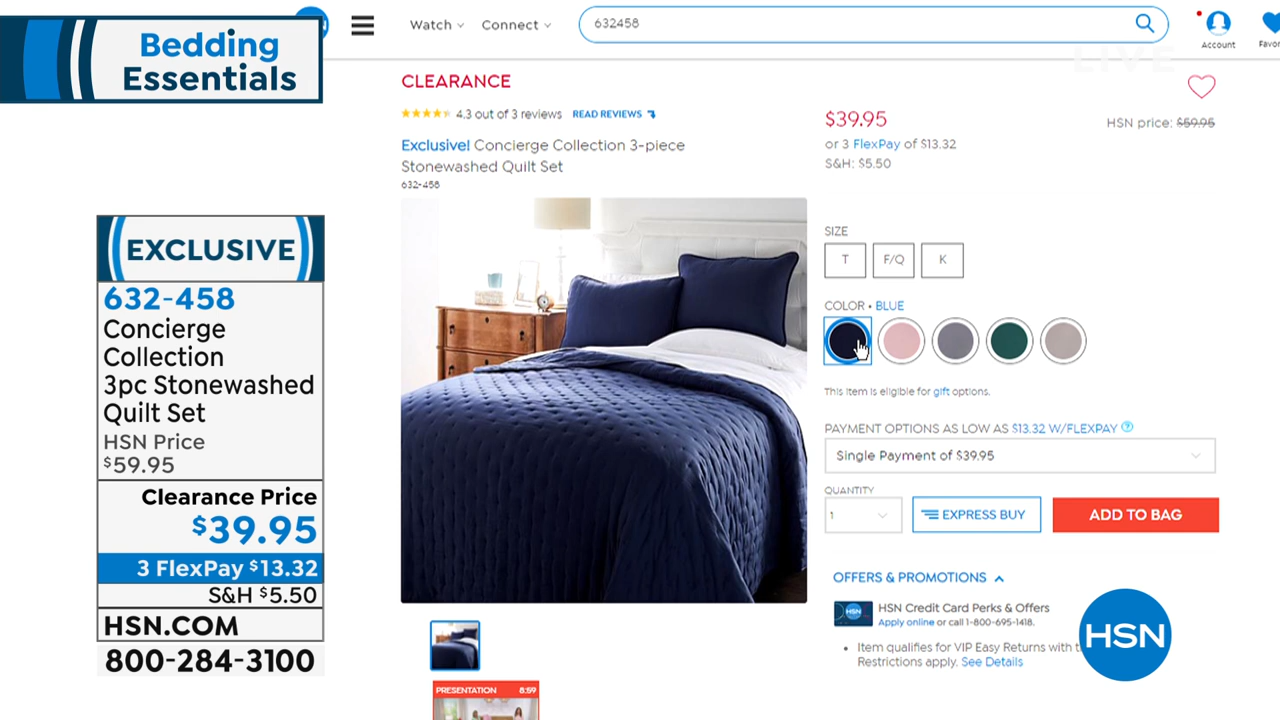 Bedding
Essentials
Watch
Connect
632458
Account
Favor
LIVE
CLEARANCE
4.3 out of 3 reviews READ REVIEWS
Exclusive! Concierge Collection 3-piece
Stonewashed Quilt Set
632-458
$39.95
HSN price: $59.95
or 3 FlexPay of $13.32
S&H: $5.50
SIZE
T
F/Q
K
COLOR • BLUE
This item is eligible for gift options.
PAYMENT OPTIONS AS LOW AS $13.32 W/FLEXPAY ?
Single Payment of $39.95
QUANTITY
1
EXPRESS BUY
ADD TO BAG
OFFERS & PROMOTIONS
HSN
HSN Credit Card Perks & Offers
Apply online or call 1-800-695-1418.
• Item qualifies for VIP Easy Returns with
Restrictions apply. See Details
HSN
PRESENTATION 8:59
EXCLUSIVE
632-458
Concierge
Collection
3pc Stonewashed
Quilt Set
HSN Price
$59.95
Clearance Price
$39.95
3 FlexPay $13.32
S&H $5.50
HSN.COM
800-284-3100